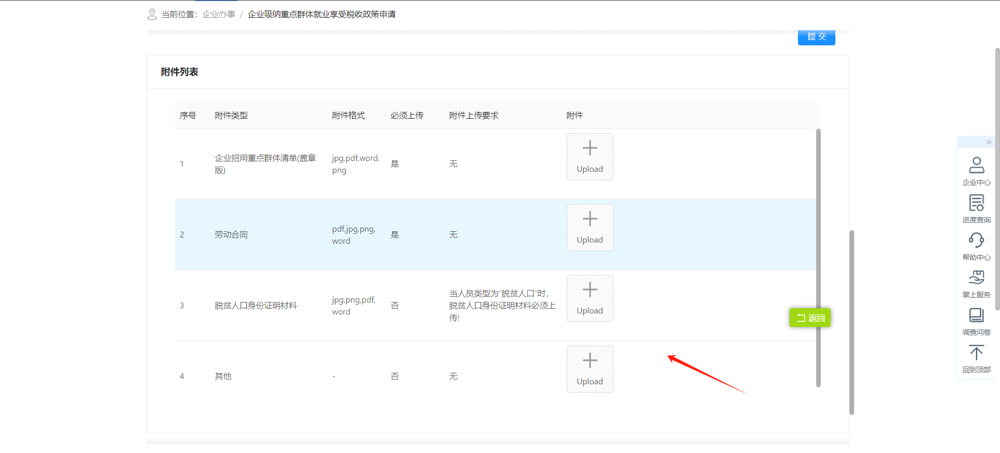 当前位置：企业办事 / 企业吸纳重点群体就业享受税收政策申请
提 交
附件列表
序号 附件类型 附件格式 必须上传 附件上传要求 附件
1 企业招用重点群体清单(盖章
版) jpg,pdf,word,
png 是 无 Upload
2 劳动合同 pdf,jpg,png,
word 是 无 Upload
3 脱贫人口身份证明材料 jpg,png,pdf,
word 否 当人员类型为"脱贫人口"时，
脱贫人口身份证明材料必须上
传! Upload
4 其他 - 否 无 Upload
返回
企业中心
进度查询
帮助中心
掌上服务
调查问卷
回到顶部